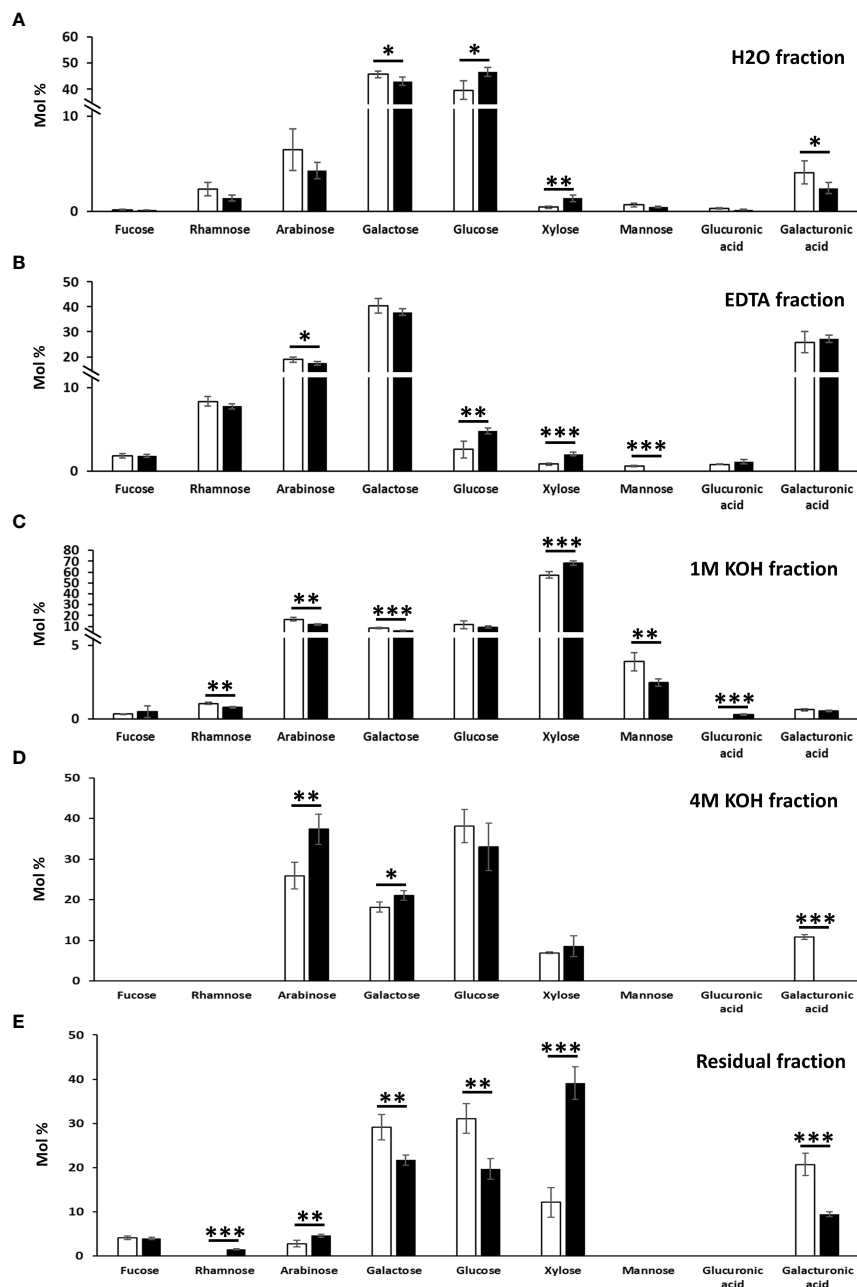 A
H2O fraction
Mol %
60
50
40
10
0
* * ** *
Fucose Rhamnose Arabinose Galactose Glucose Xylose Mannose Glucuronic acid Galacturonic acid
B
EDTA fraction
Mol %
50
40
30
20
10
0
* ** *** ***
Fucose Rhamnose Arabinose Galactose Glucose Xylose Mannose Glucuronic acid Galacturonic acid
C
1M KOH fraction
Mol %
80
70
60
50
40
30
20
10
5
0
** ** *** *** ** ***
Fucose Rhamnose Arabinose Galactose Glucose Xylose Mannose Glucuronic acid Galacturonic acid
D
4M KOH fraction
Mol %
50
40
30
20
10
0
** * ***
Fucose Rhamnose Arabinose Galactose Glucose Xylose Mannose Glucuronic acid Galacturonic acid
E
Residual fraction
Mol %
50
40
30
20
10
0
*** ** ** ** *** ***
Fucose Rhamnose Arabinose Galactose Glucose Xylose Mannose Glucuronic acid Galacturonic acid